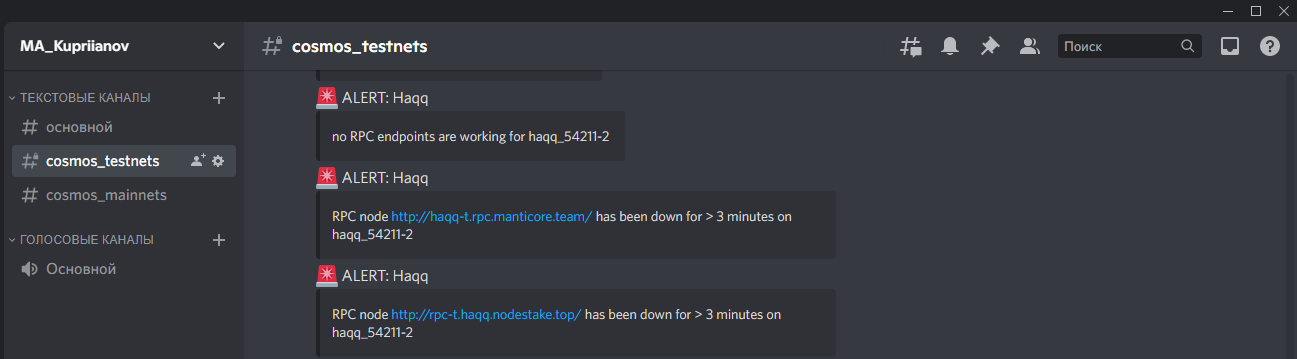 MA_Kupriianov
ТЕКСТОВЫЕ КАНАЛЫ
основной
cosmos_testnets
cosmos_mainnets
ГОЛОСОВЫЕ КАНАЛЫ
Основной
cosmos_testnets
Поиск
ALERT: Haqq
no RPC endpoints are working for haqq_54211-2
ALERT: Haqq
RPC node http://haqq-t.rpc.manticore.team/ has been down for > 3 minutes on
haqq_54211-2
ALERT: Haqq
RPC node http://rpc-t.haqq.nodestake.top/ has been down for > 3 minutes on
haqq_54211-2